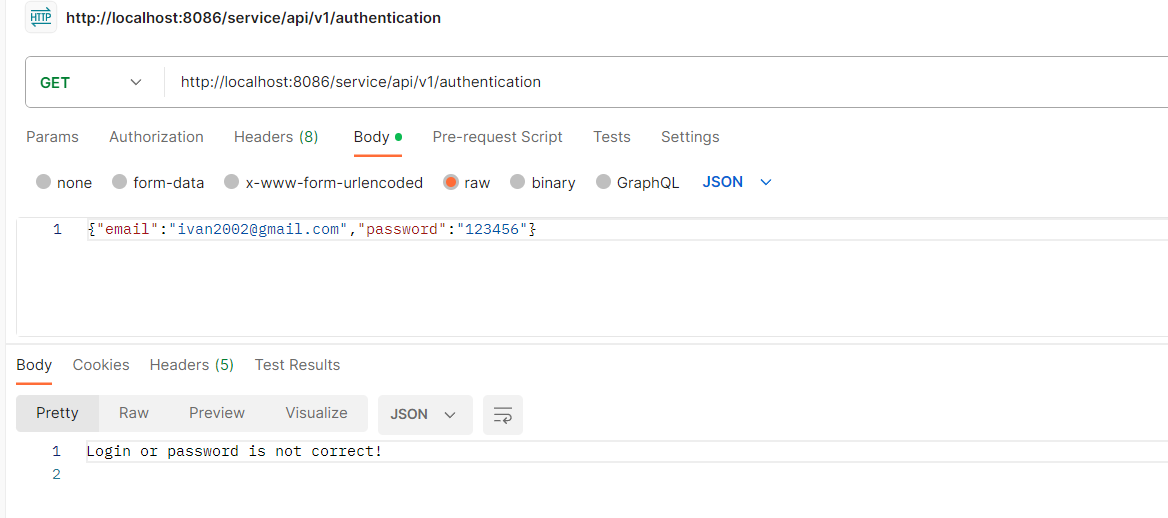 HTTP http://localhost:8086/service/api/v1/authentication
GET http://localhost:8086/service/api/v1/authentication
Params Authorization Headers (8) Body Pre-request Script Tests Settings
none form-data x-www-form-urlencoded raw binary GraphQL JSON
1 {"email":"ivan2002@gmail.com","password":"123456"}
Body Cookies Headers (5) Test Results
Pretty Raw Preview Visualize JSON
1 Login or password is not correct!
2